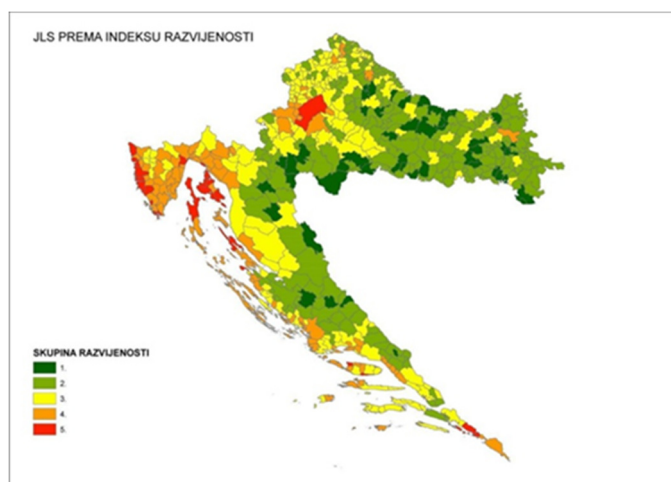 JLS PREMA INDEKSU RAZVIJENOSTI
SKUPINA RAZVIJENOSTI
1.
2.
3.
4.
5.